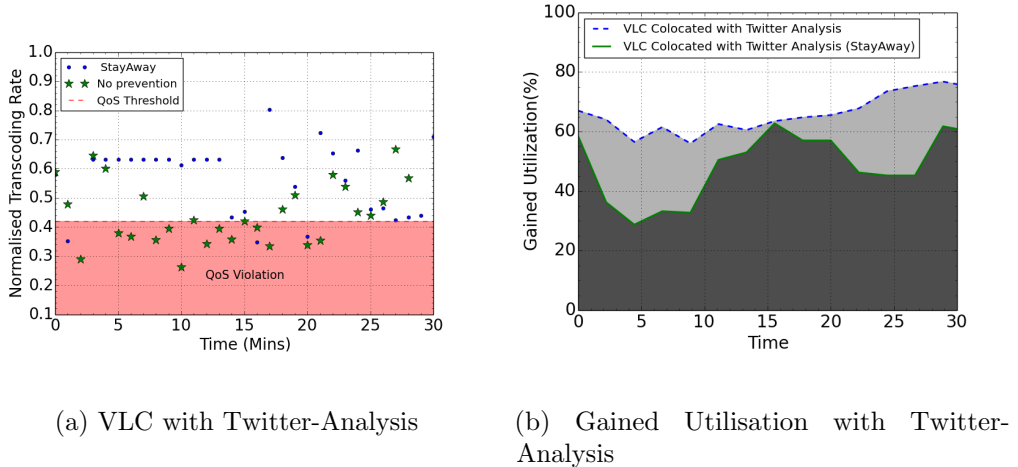 1.0
0.9
0.8
0.7
0.6
0.5
0.4
0.3
0.2
0.1
Normalised Transcoding Rate
StayAway
No prevention
QoS Threshold
QoS Violation
0 5 10 15 20 25 30
Time (Mins)
(a) VLC with Twitter-Analysis
100
80
60
40
20
0
Gained Utilization(%)
VLC Colocated with Twitter Analysis
VLC Colocated with Twitter Analysis (StayAway)
0 5 10 15 20 25 30
Time
(b) Gained Utilisation with Twitter-
Analysis